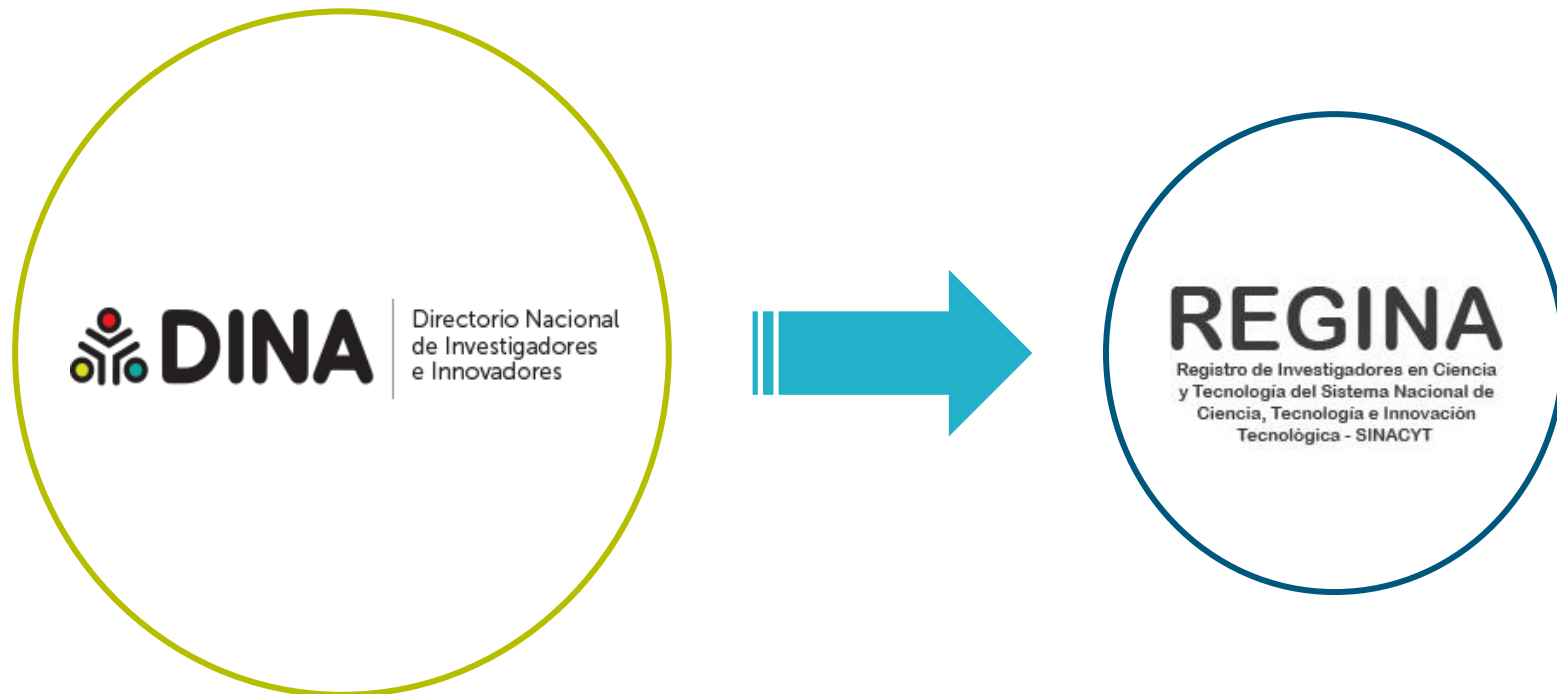 DINA
Directorio Nacional
de Investigadores
e Innovadores
REGINA
Registro de Investigadores en Ciencia
y Tecnología del Sistema Nacional de
Ciencia, Tecnología e Innovación
Tecnológica - SINACYT